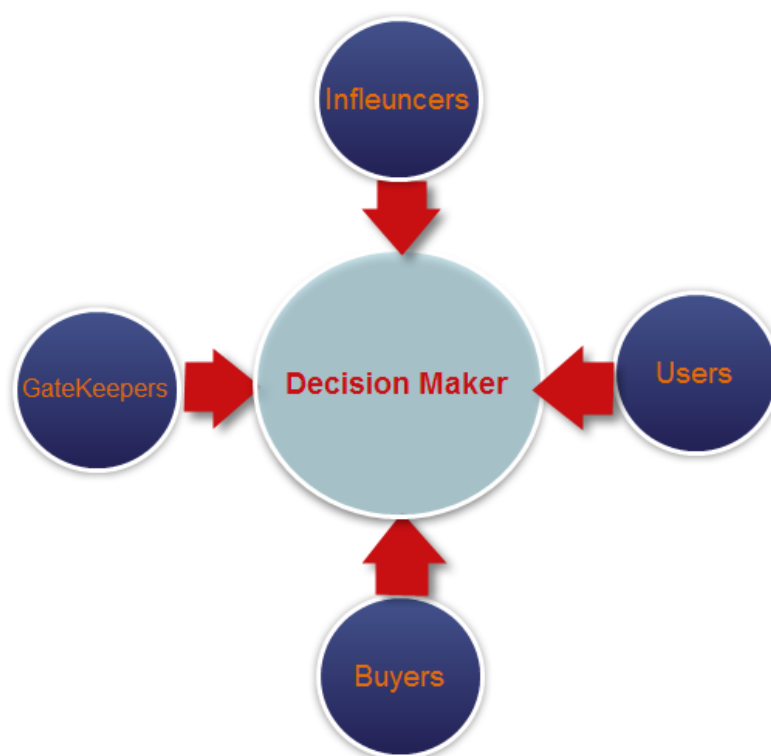 Infleuncers
GateKeepers
Decision Maker
Users
Buyers